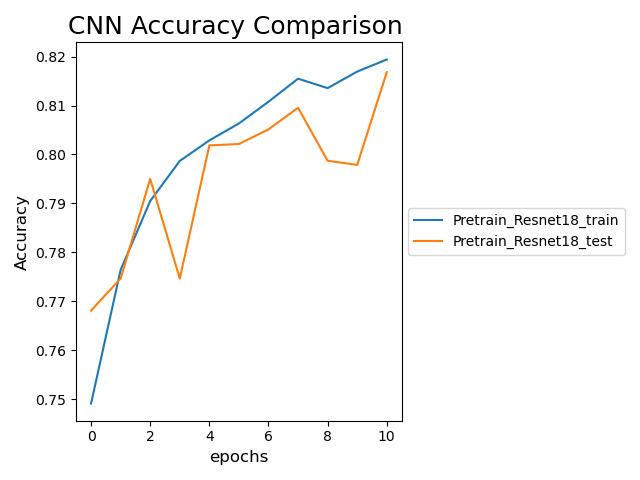 CNN Accuracy Comparison
Accuracy
0.82
0.81
0.80
0.79
0.78
0.77
0.76
0.75
0 2 4 6 8 10
epochs
Pretrain_Resnet18_train
Pretrain_Resnet18_test